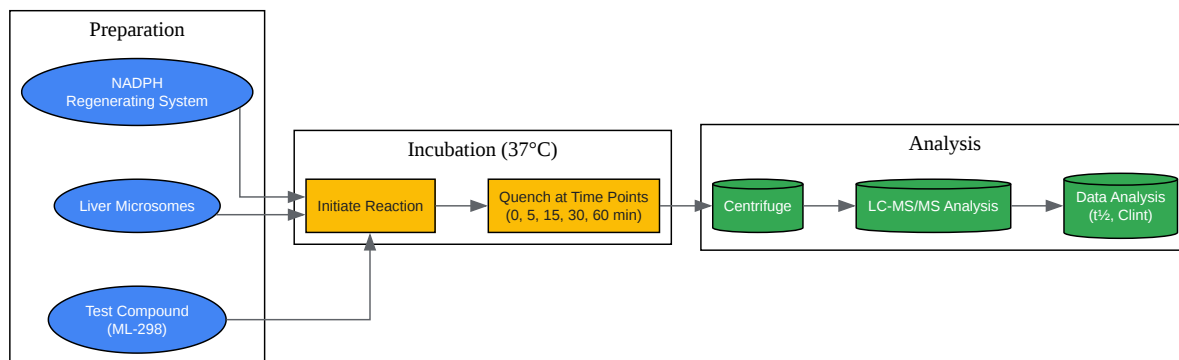 Preparation
NADPH
Regenerating System
Liver Microsomes
Test Compound
(ML-298)
Incubation (37°C)
Initiate Reaction
Quench at Time Points
(0, 5, 15, 30, 60 min)
Analysis
Centrifuge
LC-MS/MS Analysis
Data Analysis
(t½, Clint)